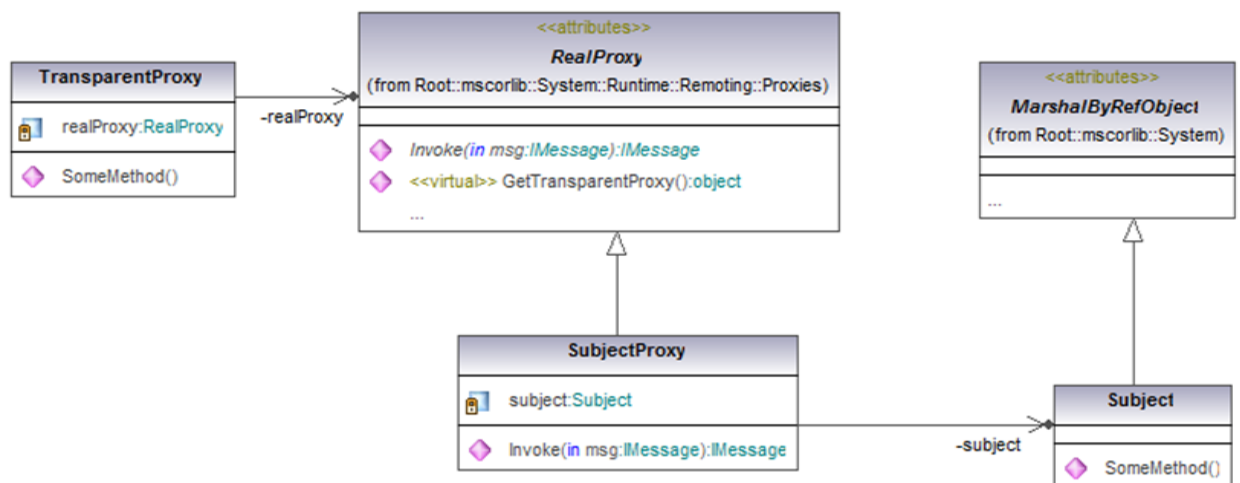 TransparentProxy
realProxy:RealProxy
SomeMethod()
-realProxy
<<attributes>>
RealProxy
(from Root::mscorlib::System::Runtime::Remoting::Proxies)
Invoke(in msg:IMessage):IMessage
<<virtual>> GetTransparentProxy():object
...
<<attributes>>
MarshalByRefObject
(from Root::mscorlib::System)
...
SubjectProxy
subject:Subject
Invoke(in msg:IMessage):IMessage
-subject
Subject
SomeMethod()